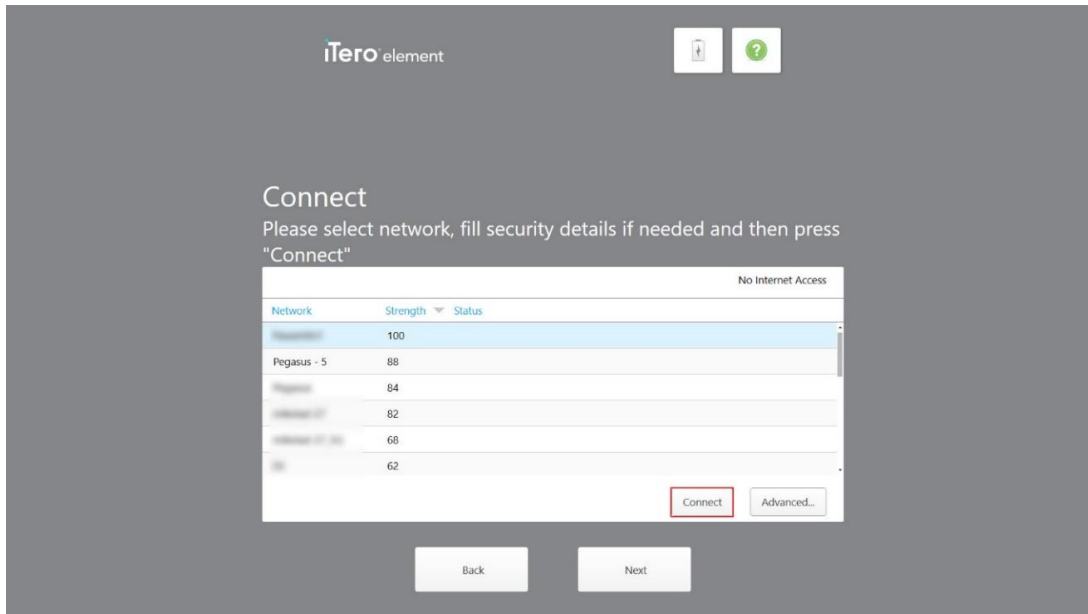 iTero element
?
Connect
Please select network, fill security details if needed and then press
"Connect"
No Internet Access
Network Strength Status
100
Pegasus - 5 88
84
82
68
62
Connect Advanced...
Back Next